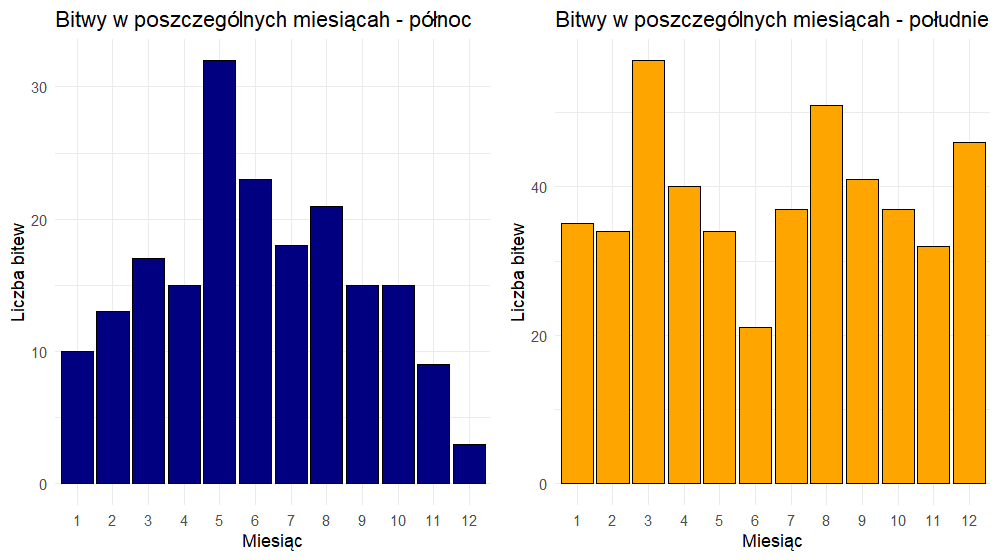 Bitwy w poszczególnych miesiącah - północ
Liczba bitew
30
20
10
0
1 2 3 4 5 6 7 8 9 10 11 12
Miesiąc
Bitwy w poszczególnych miesiącah - południe
Liczba bitew
40
20
0
1 2 3 4 5 6 7 8 9 10 11 12
Miesiąc